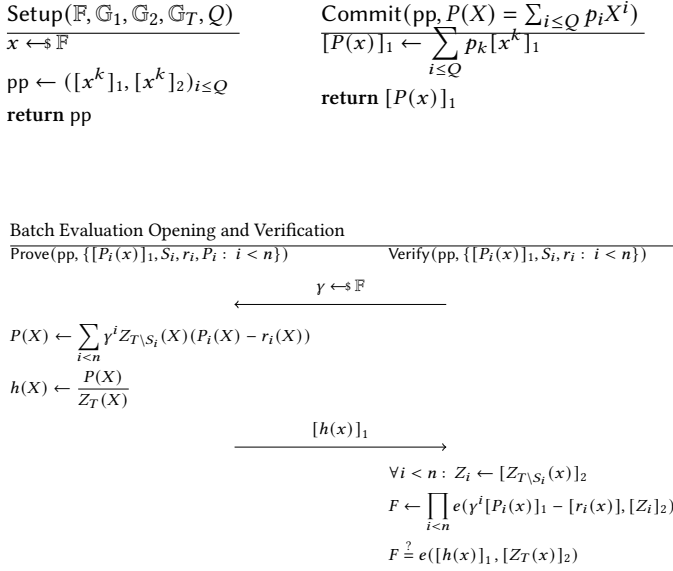 Setup(𝔽, 𝔾₁, 𝔾₂, 𝔾_T, Q)
x ←$ 𝔽
pp ← ([x^k]₁, [x^k]₂)_{i≤Q}
return pp
Commit(pp, P(X) = ∑_{i≤Q} p_i X^i)
[P(x)]₁ ← ∑_{i≤Q} p_k [x^k]₁
return [P(x)]₁
Batch Evaluation Opening and Verification
Prove(pp, {[P_i(x)]₁, S_i, r_i, P_i : i < n}) Verify(pp, {[P_i(x)]₁, S_i, r_i : i < n})
γ ←$ 𝔽
P(X) ← ∑_{i<n} γ^i Z_{T\S_i}(X)(P_i(X) − r_i(X))
h(X) ← P(X) / Z_T(X)
[h(x)]₁
∀i < n : Z_i ← [Z_{T\S_i}(x)]₂
F ← ∏_{i<n} e(γ^i [P_i(x)]₁ − [r_i(x)], [Z_i]₂)
F ≟ e([h(x)]₁, [Z_T(x)]₂)